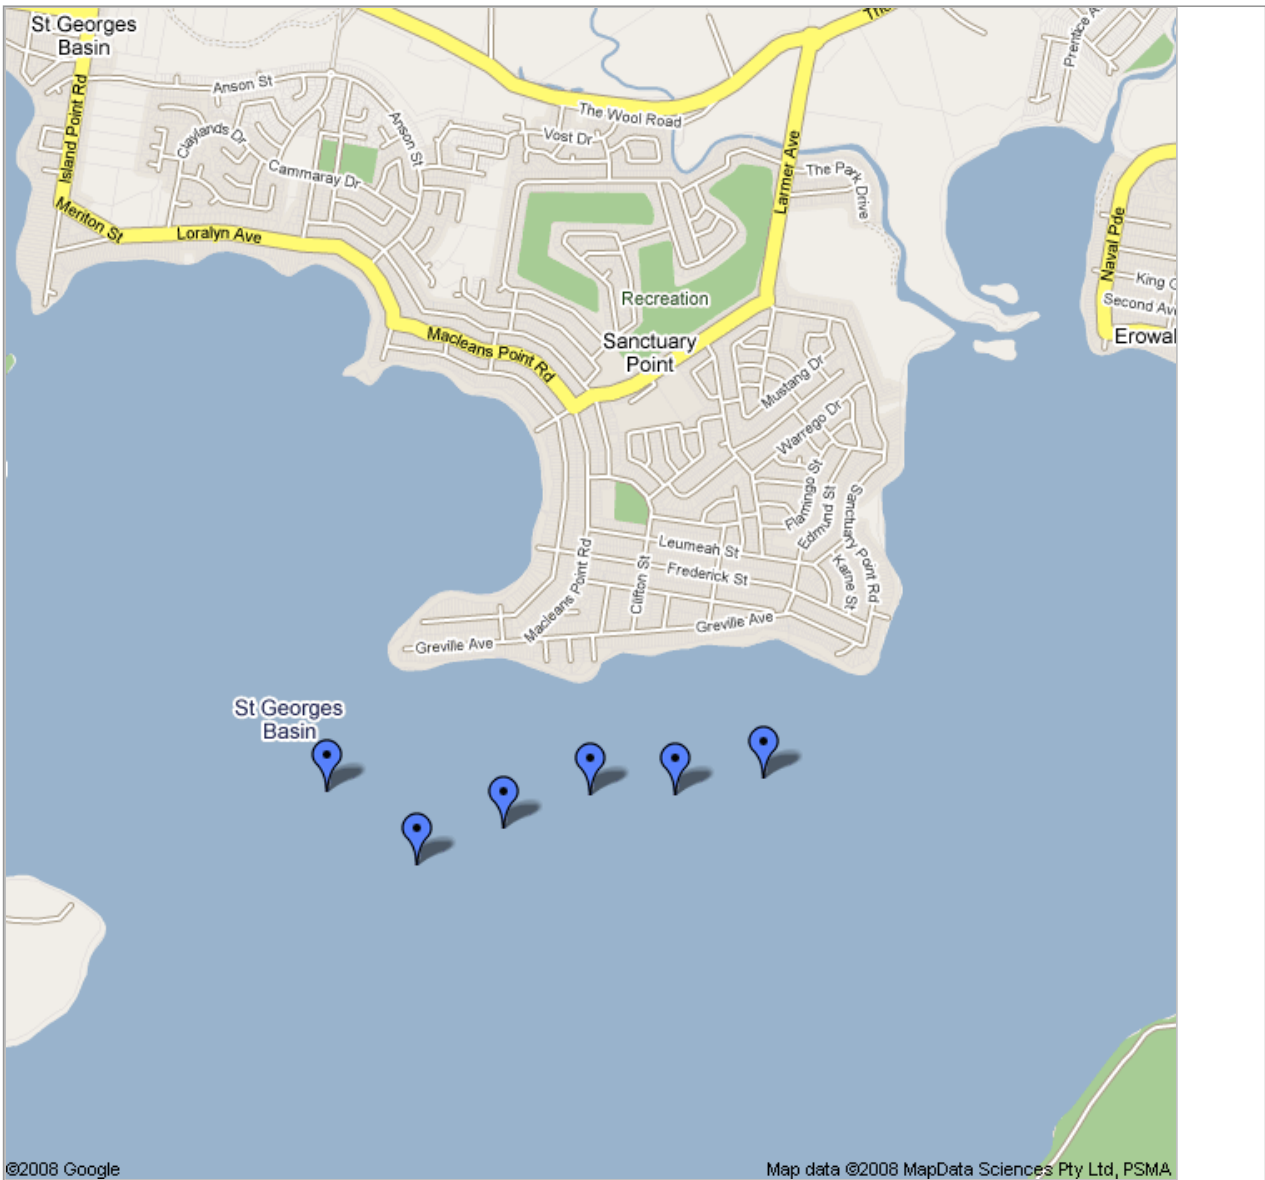 St Georges
Basin
The
Prentice A
Island Point Rd
Anson St
Anson St
The Wool Road
Vost Dr
Claylands Dr
Cammaray Dr
Larmer Ave
The Park Drive
Meriton St
Loralyn Ave
Naval Pde
King G
Second Ave
Erowal
Recreation
Sanctuary
Point
Macleans Point Rd
Mustang Dr
Warrego Dr
Flamingo St
Edmund St
Sanctuary Point Rd
Leumeah St
Frederick St
Karne St
Macleans Point Rd
Clifton St
Greville Ave
Greville Ave
St Georges
Basin
©2008 Google
Map data ©2008 MapData Sciences Pty Ltd, PSMA